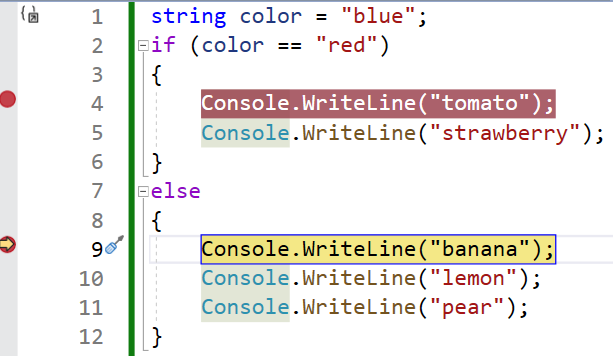 1 string color = "blue";
2 if (color == "red")
3 {
4 Console.WriteLine("tomato");
5 Console.WriteLine("strawberry");
6 }
7 else
8 {
9 Console.WriteLine("banana");
10 Console.WriteLine("lemon");
11 Console.WriteLine("pear");
12 }